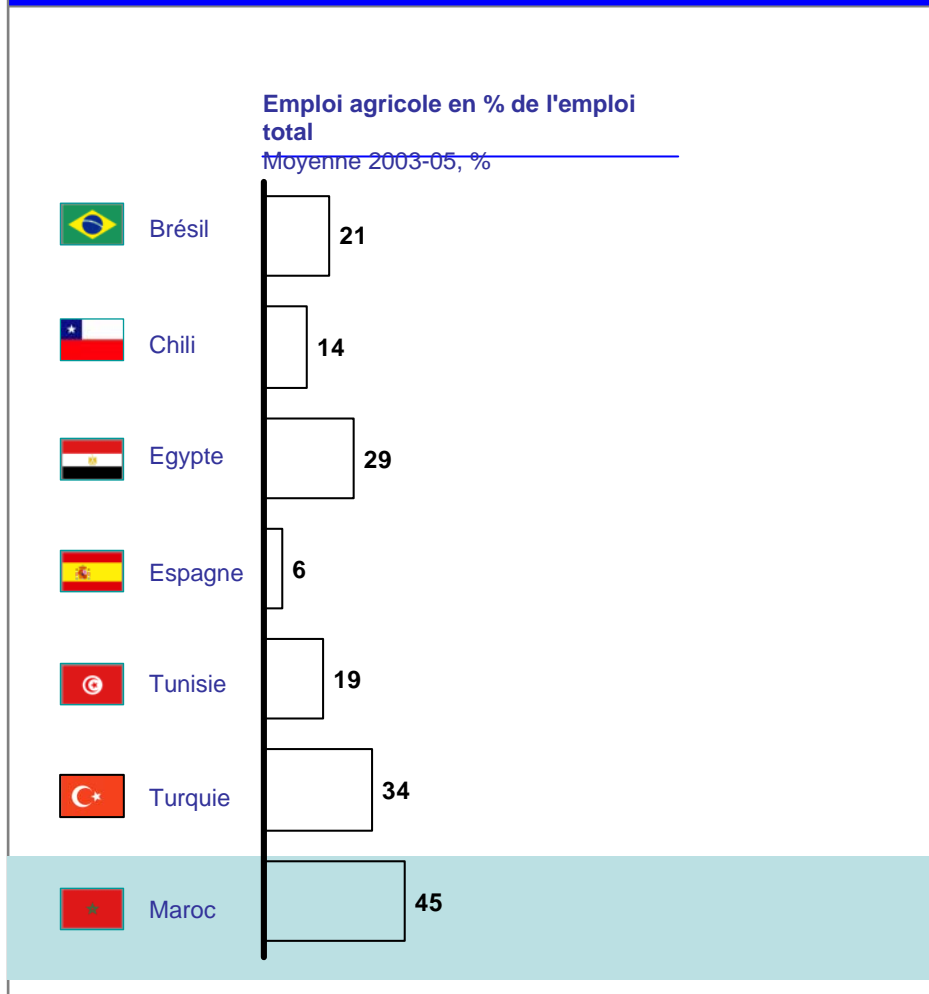 Emploi agricole en % de l'emploi
total
Moyenne 2003-05, %
Brésil 21
Chili 14
Egypte 29
Espagne 6
Tunisie 19
Turquie 34
Maroc 45